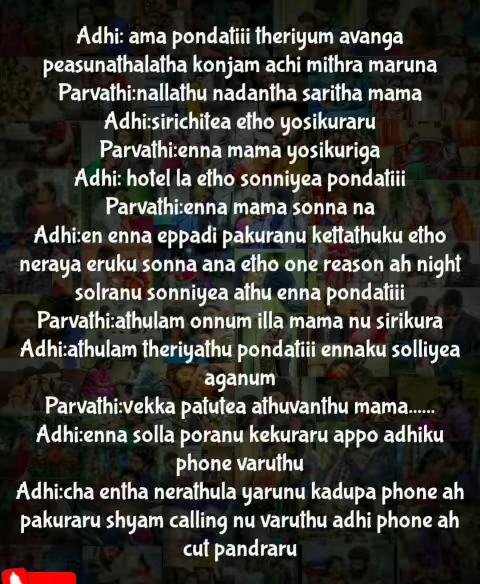 Adhi: ama pondatiii theriyum avanga
peasunathalatha konjam achi mithra maruna
Parvathi:nallathu nadantha saritha mama
Adhi:sirichitea etho yosikuraru
Parvathi:enna mama yosikuriga
Adhi: hotel la etho sonniyea pondatiii
Parvathi:enna mama sonna na
Adhi:en enna eppadi pakuranu kettathuku etho
neraya eruku sonna ana etho one reason ah night
solranu sonniyea athu enna pondatiii
Parvathi:athulam onnum illa mama nu sirikura
Adhi:athulam theriyathu pondatiii ennaku solliyea
aganum
Parvathi:vekka patutea athuvanthu mama......
Adhi:enna solla poranu kekuraru appo adhiku
phone varuthu
Adhi:cha entha nerathula yarunu kadupa phone ah
pakuraru shyam calling nu varuthu adhi phone ah
cut pandraru